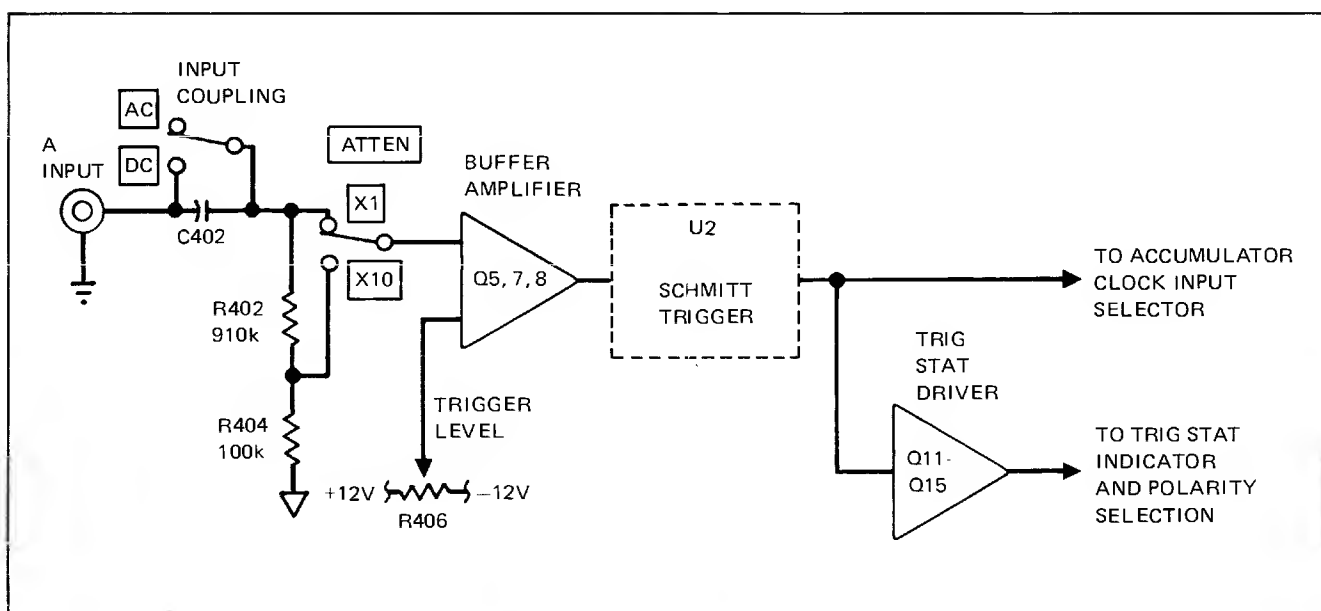 INPUT
COUPLING
AC
A
INPUT
DC
C402
ATTEN
X1
X10
R402
910k
R404
100k
BUFFER
AMPLIFIER
Q5, 7, 8
TRIGGER
LEVEL
+12V
−12V
R406
U2
SCHMITT
TRIGGER
TO ACCUMULATOR
CLOCK INPUT
SELECTOR
TRIG
STAT
DRIVER
Q11-
Q15
TO TRIG STAT
INDICATOR
AND POLARITY
SELECTION